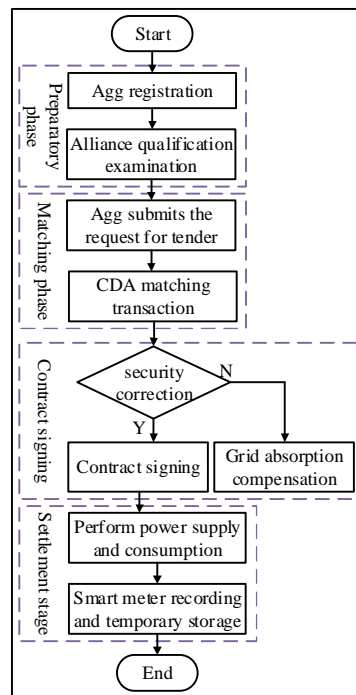 Start
Preparatory
phase
Agg registration
Alliance qualification
examination
Matching phase
Agg submits the
request for tender
CDA matching
transaction
Contract signing
security
correction
N
Y
Contract signing
Grid absorption
compensation
Settlement stage
Perform power supply
and consumption
Smart meter recording
and temporary storage
End